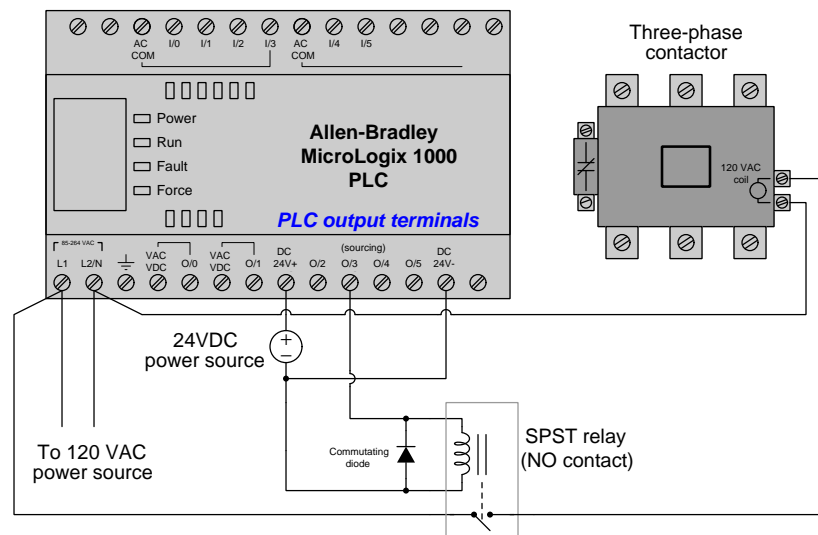 AC COM I/0 I/1 I/2 I/3 AC COM I/4 I/5
Power
Run
Fault
Force
Allen-Bradley
MicroLogix 1000
PLC
PLC output terminals
85-264 VAC
L1 L2/N VAC VDC O/0 VAC VDC O/1 DC 24V+ O/2 (sourcing) O/3 O/4 O/5 DC 24V-
Three-phase
contactor
120 VAC
coil
24VDC
power source
+
−
To 120 VAC
power source
Commutating
diode
SPST relay
(NO contact)